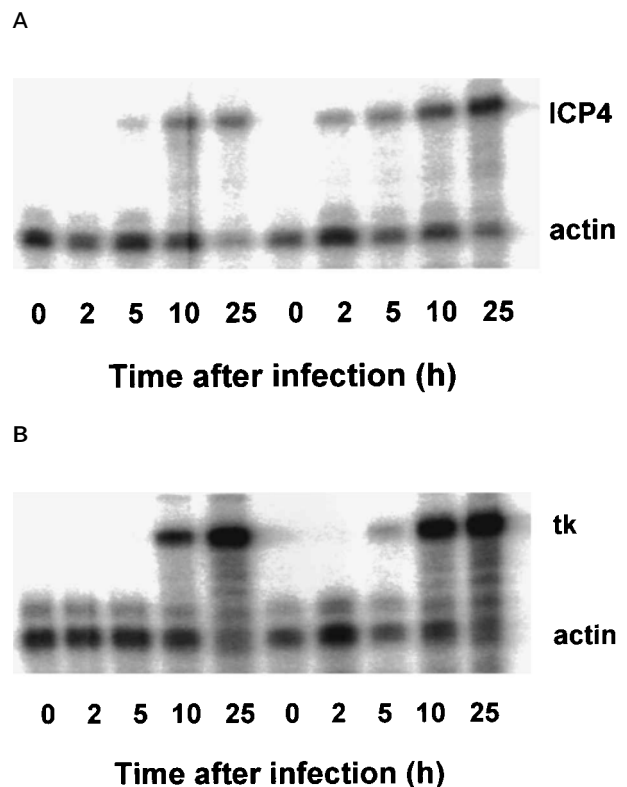 A
ICP4
actin
0 2 5 10 25 0 2 5 10 25
Time after infection (h)
B
tk
actin
0 2 5 10 25 0 2 5 10 25
Time after infection (h)